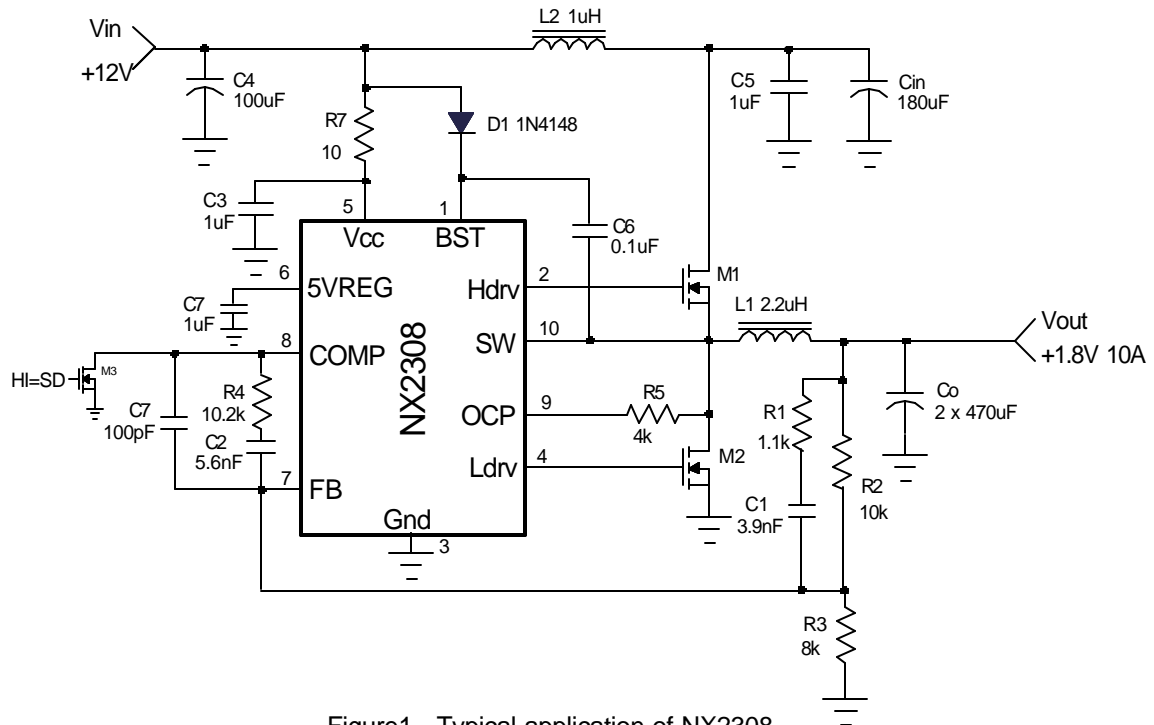 L2 1uH
Vin
+12V
C4
100uF
C5
1uF
Cin
180uF
R7
10
D1 1N4148
C3
1uF
5
1
Vcc
BST
C6
0.1uF
6
5VREG
C7
1uF
Hdrv
2
M1
L1 2.2uH
Vout
+1.8V 10A
SW
10
8
COMP
HI=SD
M3
R4
10.2k
C7
100pF
C2
5.6nF
NX2308
OCP
9
R5
4k
R1
1.1k
Co
2 x 470uF
Ldrv
4
M2
7
FB
C1
3.9nF
R2
10k
Gnd
3
R3
8k
Figure1 - Typical application of NX2308